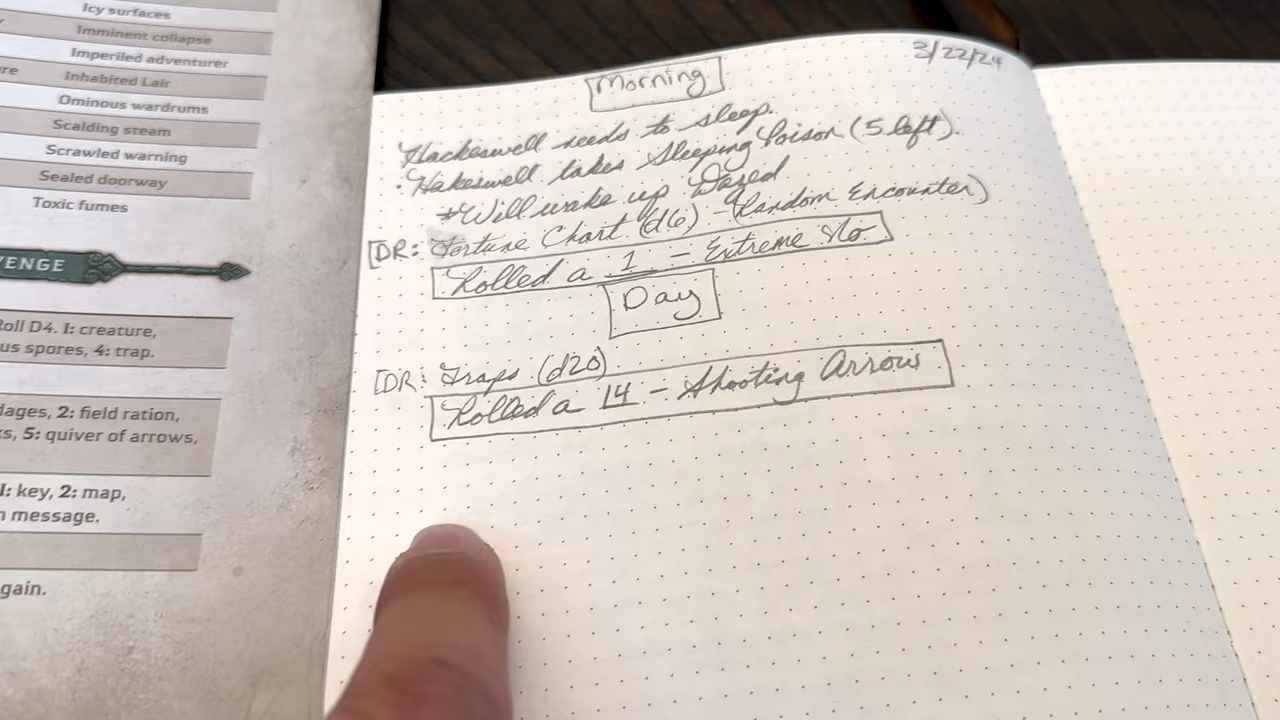 Icy surfaces
Imminent collapse
Imperiled adventurer
Inhabited Lair
Ominous wardrums
Scalding steam
Scrawled warning
Sealed doorway
Toxic fumes
ENGE
Roll D4. 1: creature,
us spores, 4: trap.
dages, 2: field ration,
s, 5: quiver of arrows,
1: key, 2: map,
message.
gain.
3/22/24
Morning
Hackeswell needs to sleep.
· Hakeswell takes Sleeping Poison (5 left).
*Will wake up Dazed
[DR: Fortune Chart (d6) - Random Encounter)
Rolled a 1 - Extreme No
Day
[DR: Traps (d20)
Rolled a 14 - Shooting Arrow